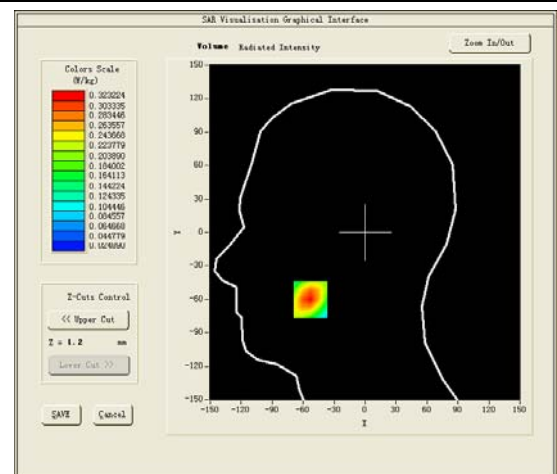 SAR Visualisation Graphical Interface
Volume Radiated Intensity
Zoom In/Out
Colors Scale
(W/kg)
0.323224
0.303335
0.283446
0.263557
0.243668
0.223779
0.203890
0.184002
0.164113
0.144224
0.124335
0.104446
0.084557
0.064668
0.044779
0.024890
Z-Cuts Control
<< Upper Cut
Z = 1.2 mm
Lower Cut >>
SAVE Cancel
150
120
90
60
30
Y 0
-30
-60
-90
-120
-150
-150 -120 -90 -60 -30 0 30 60 90 120 150
X